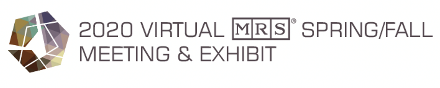 2020 VIRTUAL MRS® SPRING/FALL
MEETING & EXHIBIT